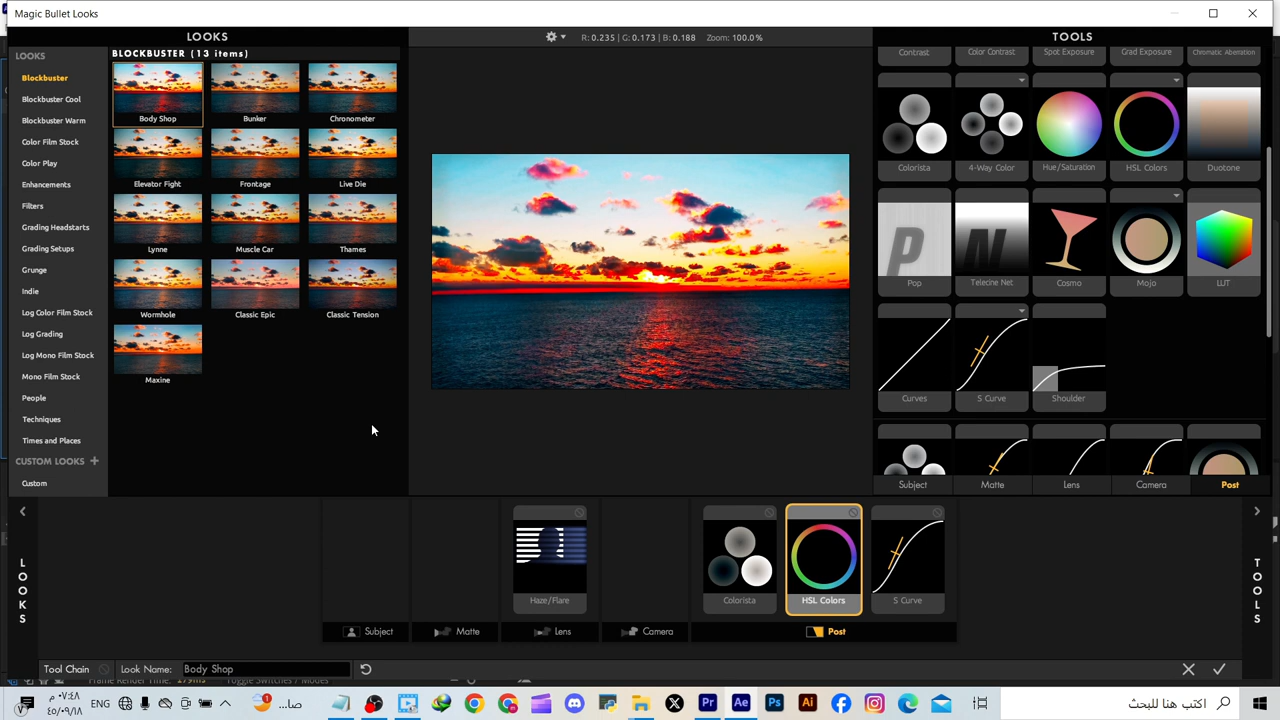 Magic Bullet Looks
LOOKS
R: 0.235 | G: 0.173 | B: 0.188 Zoom: 100.0%
TOOLS
LOOKS
Blockbuster
Blockbuster Cool
Blockbuster Warm
Color Film Stock
Color Play
Enhancements
Filters
Grading Headstarts
Grading Setups
Grunge
Indie
Log Color Film Stock
Log Grading
Log Mono Film Stock
Mono Film Stock
People
Techniques
Times and Places
CUSTOM LOOKS +
Custom
BLOCKBUSTER (13 items)
Body Shop
Bunker
Chronometer
Elevator Fight
Frontage
Live Die
Lynne
Muscle Car
Thames
Wormhole
Classic Epic
Classic Tension
Maxine
Contrast
Color Contrast
Spot Exposure
Grad Exposure
Chromatic Aberration
Colorista
4-Way Color
Hue/Saturation
HSL Colors
Duotone
Pop
Telecine Net
Cosmo
Mojo
LUT
Curves
S Curve
Shoulder
Subject
Matte
Lens
Camera
Post
LOOKS
Haze/Flare
Colorista
HSL Colors
S Curve
TOOLS
Subject
Matte
Lens
Camera
Post
Tool Chain
Look Name:
Body Shop
ENG
٠٧:٤٨ م
٤٥/٠٩/١٨
صا...
اكتب هنا للبحث